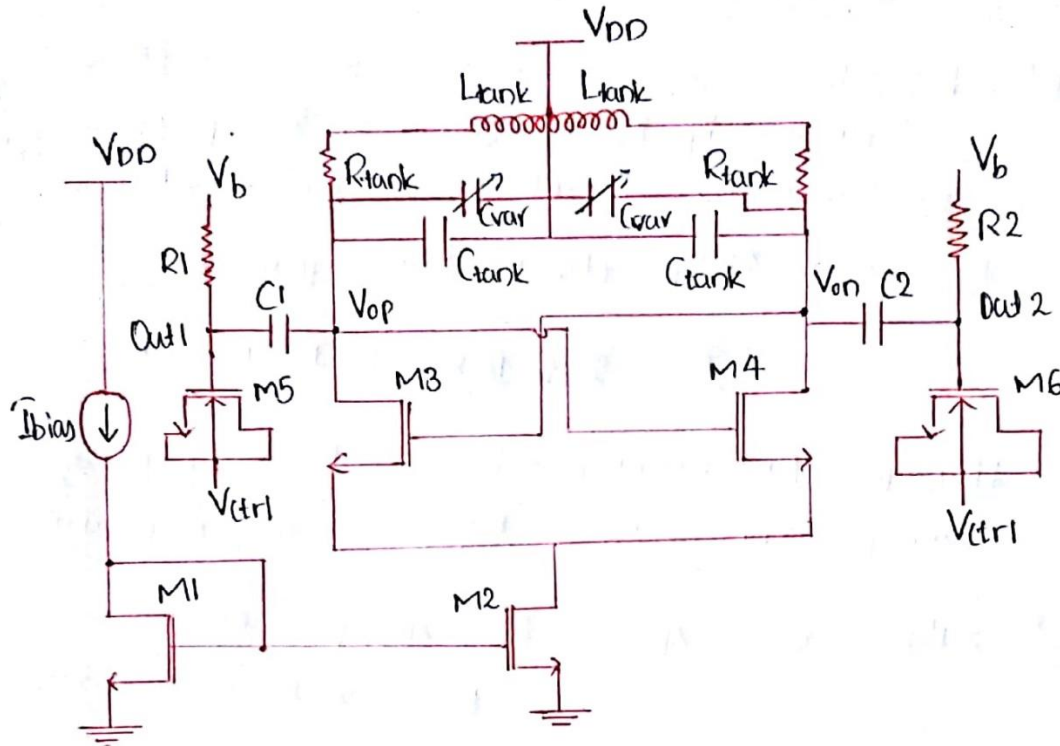 VDD
Ltank Ltank
VDD
Vb
Rtank
Cvar
Cvar
Rtank
Vb
R1
R2
Ctank
Ctank
C1
Vop
Von
C2
Out1
Out 2
M5
M3
M4
M6
Ibias
Vctrl
Vctrl
M1
M2